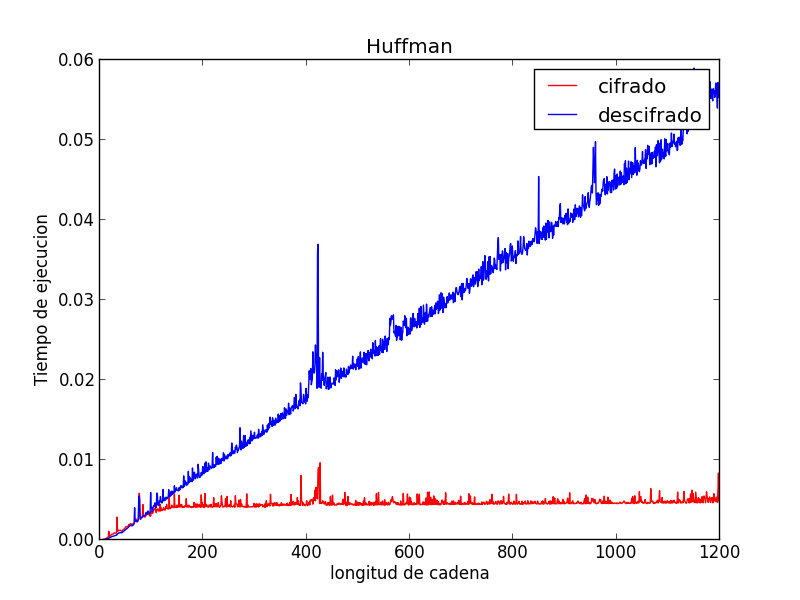 Huffman
cifrado
descifrado
0.06
0.05
0.04
0.03
0.02
0.01
0.00
Tiempo de ejecucion
0 200 400 600 800 1000 1200
longitud de cadena